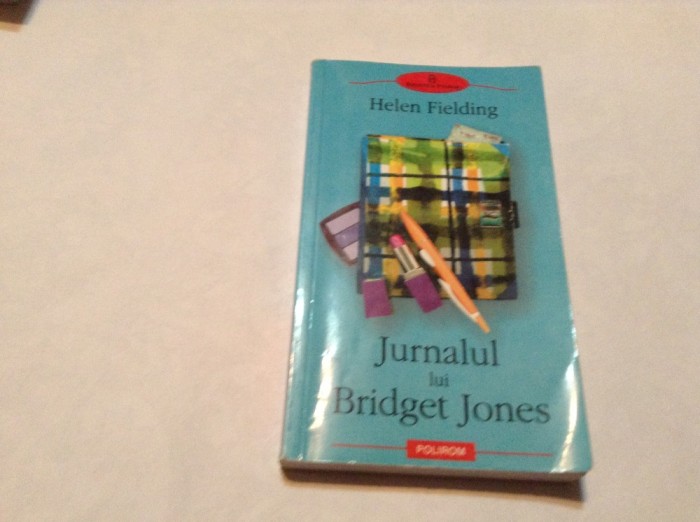 Helen Fielding
Jurnalul
lui
Bridget Jones
POLIROM